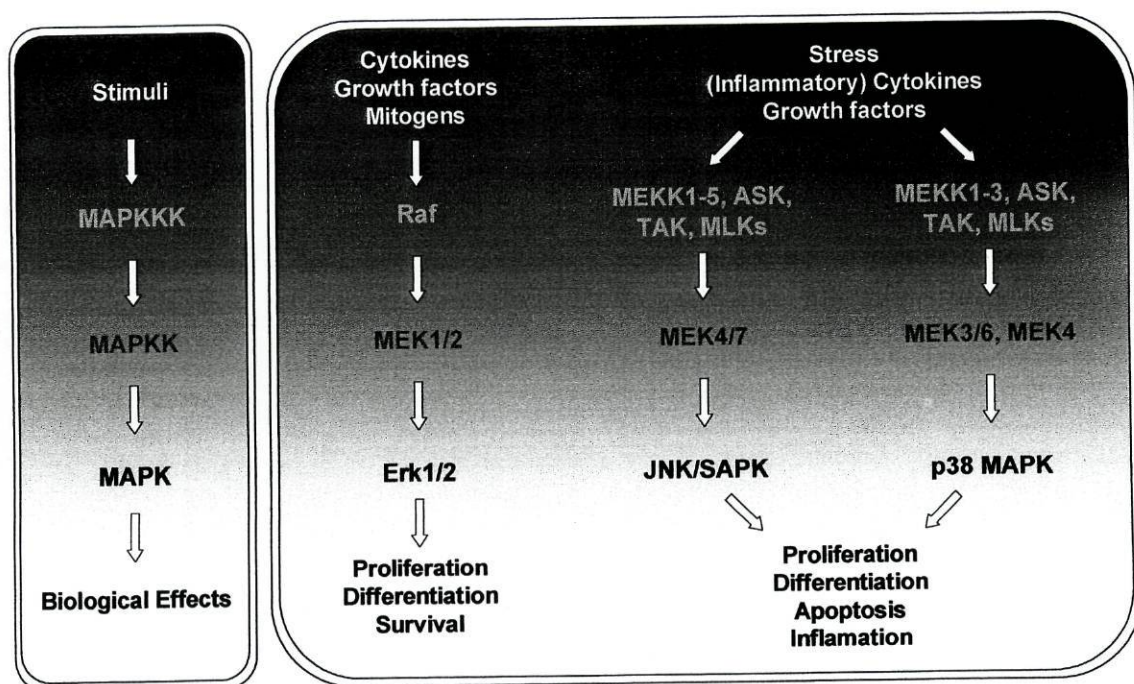 Stimuli
MAPKKK
MAPKK
MAPK
Biological Effects
Cytokines
Growth factors
Mitogens
Raf
MEK1/2
Erk1/2
Proliferation
Differentiation
Survival
Stress
(Inflammatory) Cytokines
Growth factors
MEKK1-5, ASK,
TAK, MLKs
MEK4/7
JNK/SAPK
MEKK1-3, ASK,
TAK, MLKs
MEK3/6, MEK4
p38 MAPK
Proliferation
Differentiation
Apoptosis
Inflamation